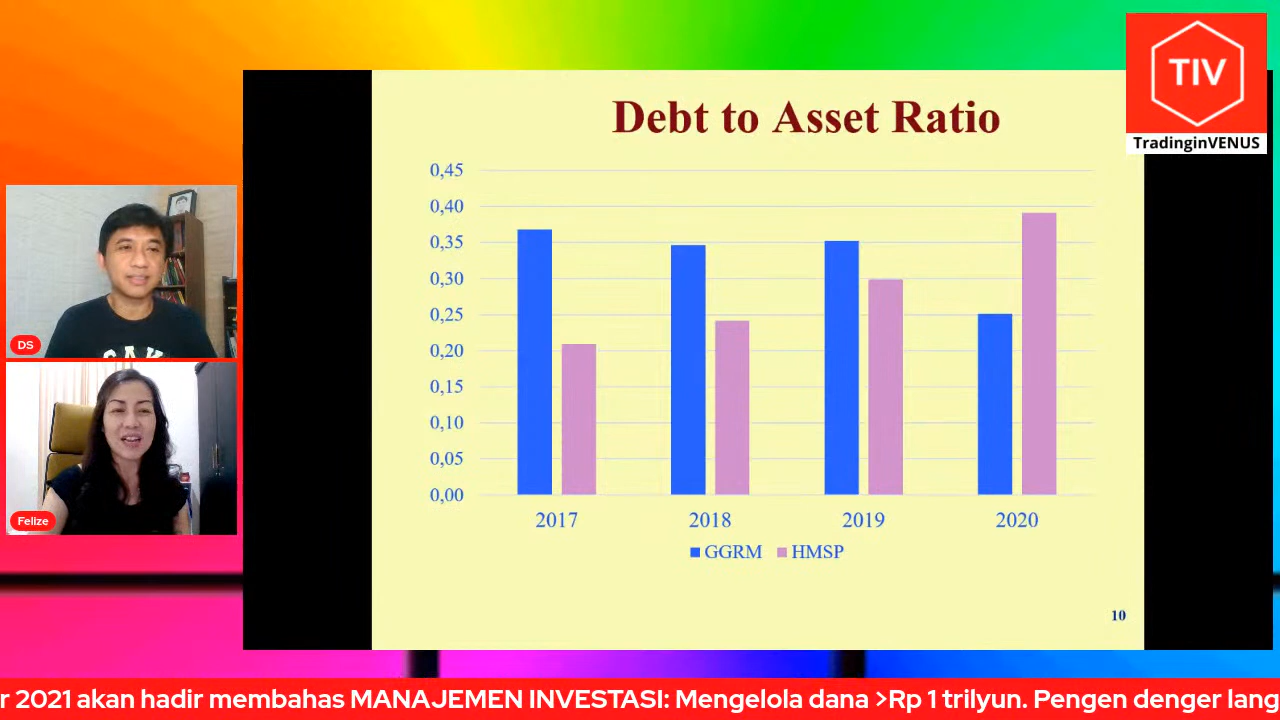 TIV
TradinginVENUS
Debt to Asset Ratio
0,45
0,40
0,35
0,30
0,25
0,20
0,15
0,10
0,05
0,00
2017 2018 2019 2020
GGRM HMSP
10
DS
Felize
r 2021 akan hadir membahas MANAJEMEN INVESTASI: Mengelola dana >Rp 1 trilyun. Pengen denger lang